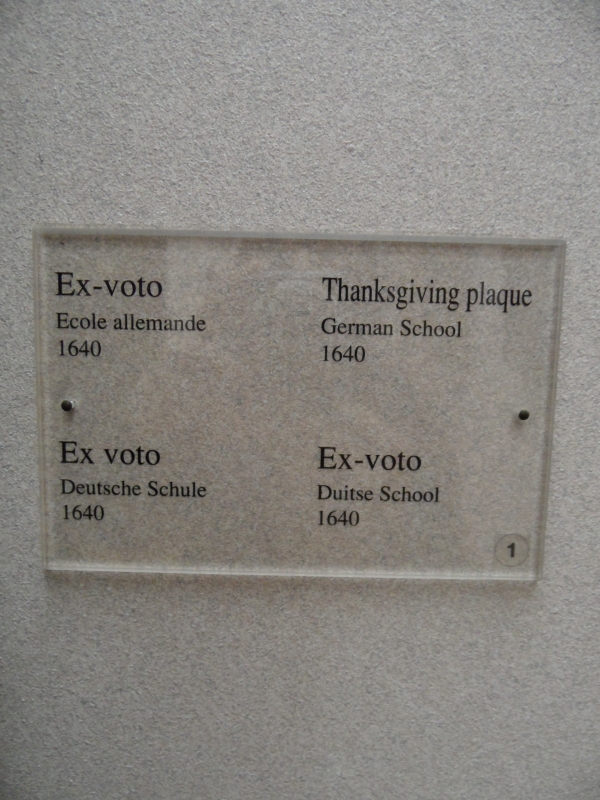 Ex-voto
Ecole allemande
1640
Thanksgiving plaque
German School
1640
Ex voto
Deutsche Schule
1640
Ex-voto
Duitse School
1640
1